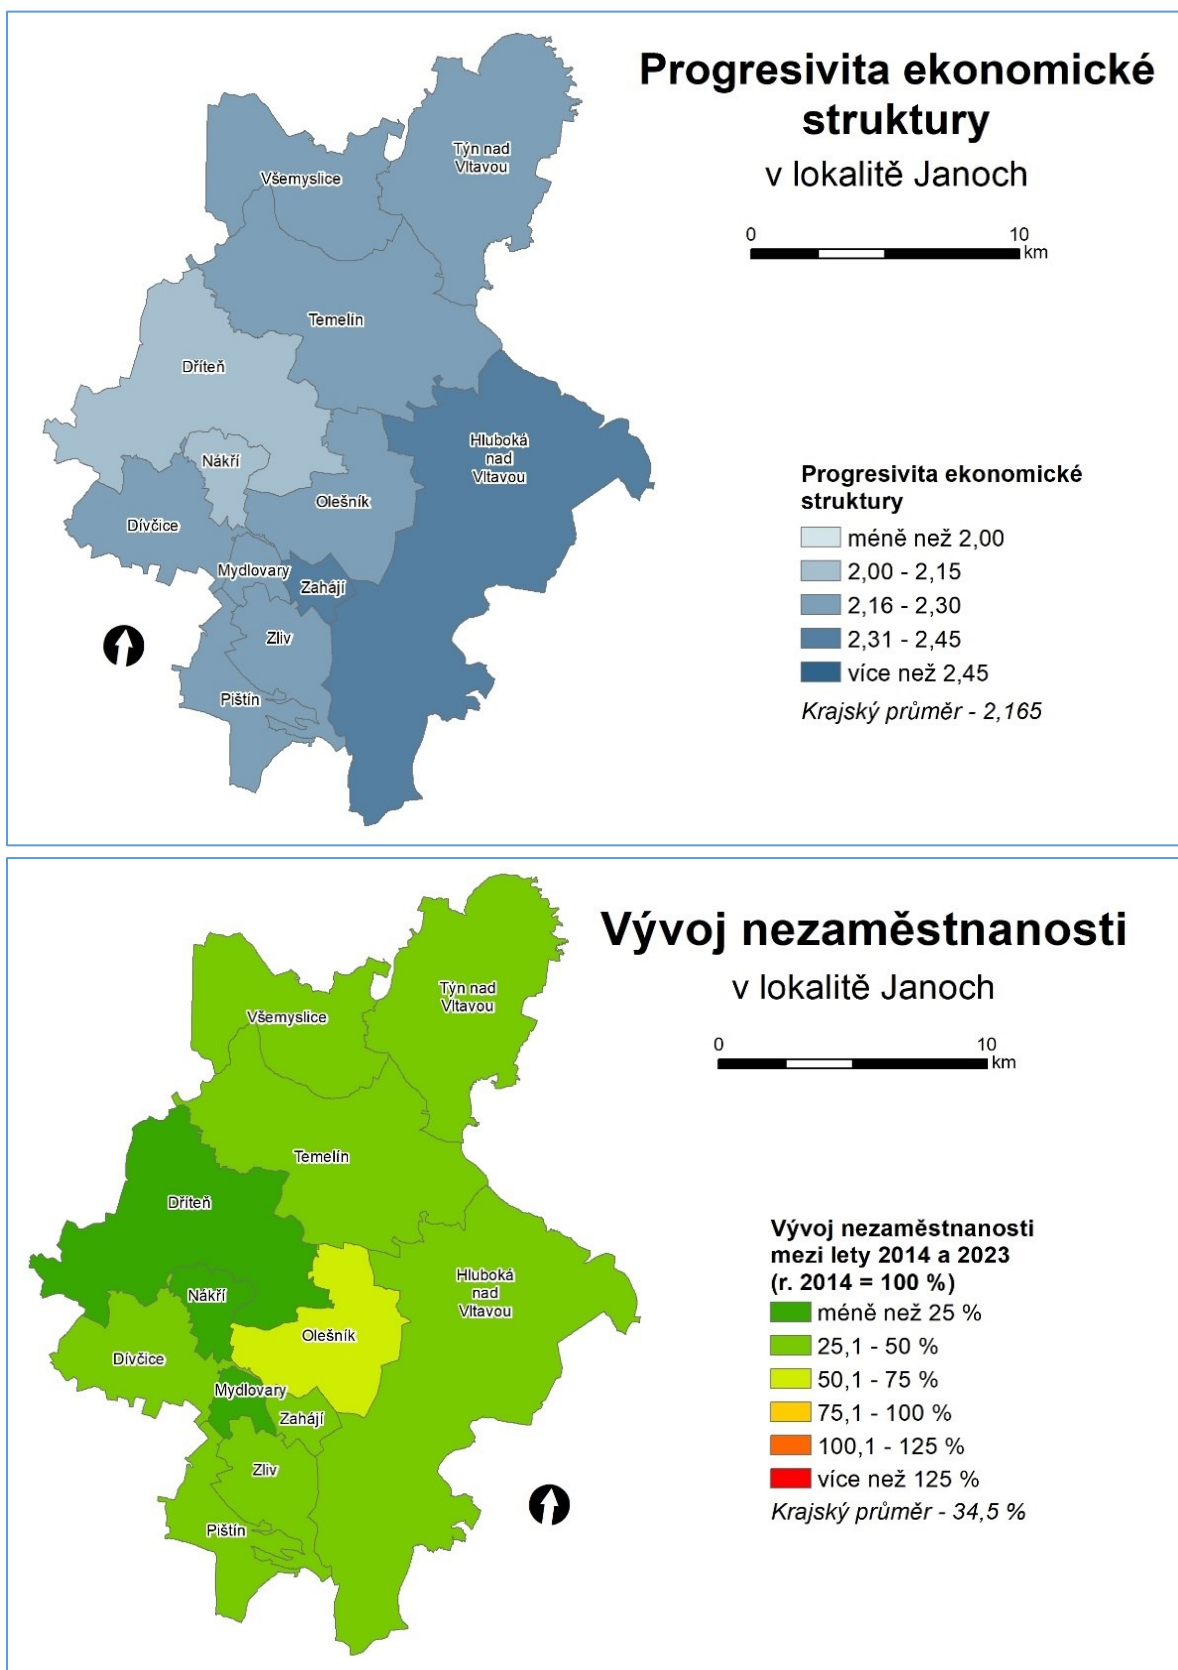 Progresivita ekonomické
struktury
v lokalitě Janoch
0 10
km
Týn nad
Vltavou
Všemyslice
Temelín
Dříteň
Hluboká
nad
Vltavou
Nákří
Olešník
Dívčice
Mydlovary
Zahájí
Zliv
Pištín
Progresivita ekonomické
struktury
méně než 2,00
2,00 - 2,15
2,16 - 2,30
2,31 - 2,45
více než 2,45
Krajský průměr - 2,165
Vývoj nezaměstnanosti
v lokalitě Janoch
0 10
km
Týn nad
Vltavou
Všemyslice
Temelín
Dříteň
Hluboká
nad
Vltavou
Nákří
Olešník
Dívčice
Mydlovary
Zahájí
Zliv
Pištín
Vývoj nezaměstnanosti
mezi lety 2014 a 2023
(r. 2014 = 100 %)
méně než 25 %
25,1 - 50 %
50,1 - 75 %
75,1 - 100 %
100,1 - 125 %
více než 125 %
Krajský průměr - 34,5 %